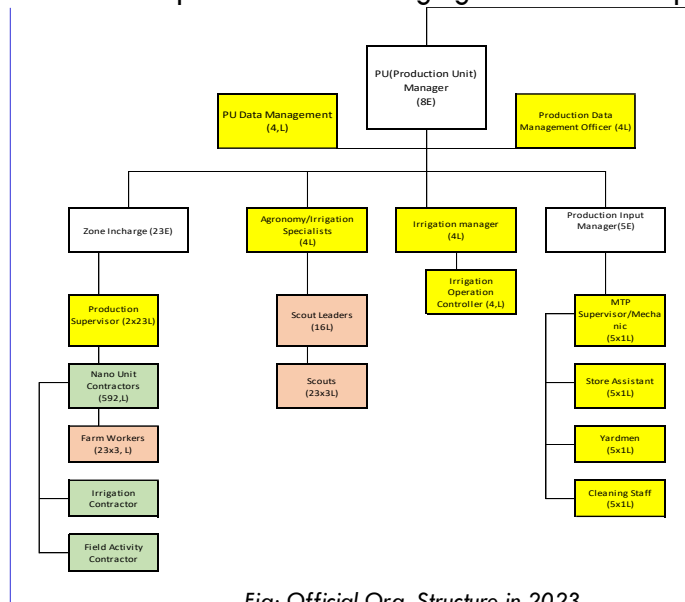 PU(Production Unit)
Manager
(8E)
PU Data Management
(4,L)
Production Data
Management Officer (4L)
Zone Incharge (23E)
Agronomy/Irrigation
Specialists
(4L)
Irrigation manager
(4L)
Production Input
Manager(5E)
Irrigation
Operation
Controller (4,L)
Production
Supervisor (2x23L)
Scout Leaders
(16L)
MTP
Supervisor/Mecha
nic
(5x1L)
Nano Unit
Contractors
(592,L)
Scouts
(23x3L)
Store Assistant
(5x1L)
Farm Workers
(23x3, L)
Yardmen
(5x1L)
Irrigation
Contractor
Cleaning Staff
(5x1L)
Field Activity
Contractor
Fig: Official Org. Structure in 2023